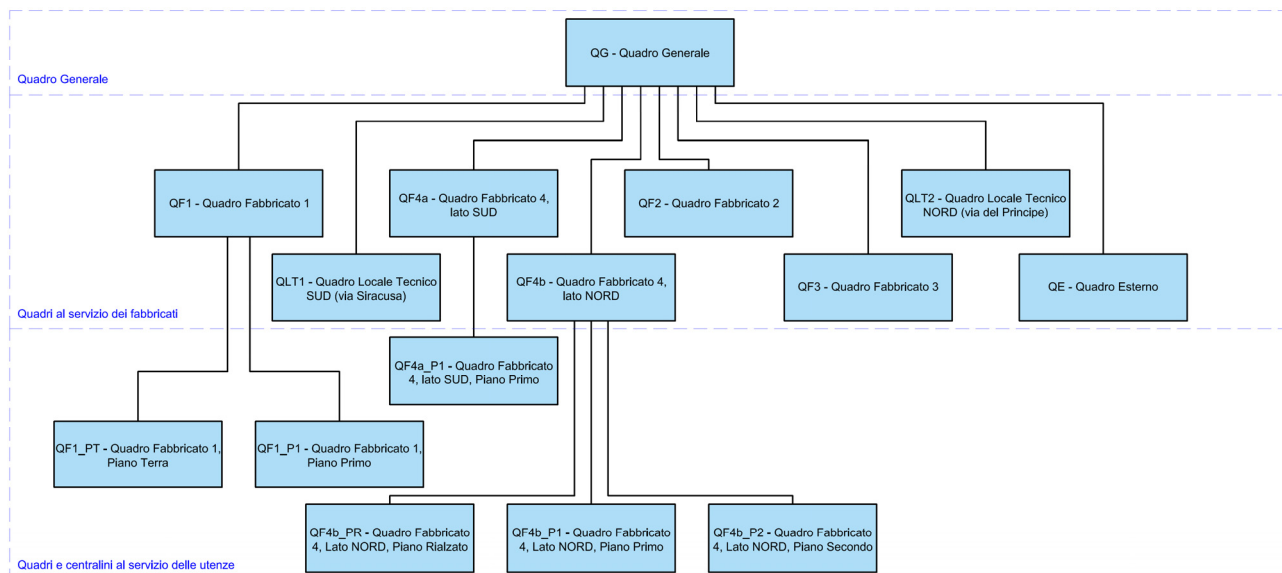 QG - Quadro Generale
Quadro Generale
QF1 - Quadro Fabbricato 1
QF4a - Quadro Fabbricato 4,
lato SUD
QF2 - Quadro Fabbricato 2
QLT2 - Quadro Locale Tecnico
NORD (via del Principe)
QLT1 - Quadro Locale Tecnico
SUD (via Siracusa)
QF4b - Quadro Fabbricato 4,
lato NORD
QF3 - Quadro Fabbricato 3
QE - Quadro Esterno
Quadri al servizio dei fabbricati
QF4a_P1 - Quadro Fabbricato
4, lato SUD, Piano Primo
QF1_PT - Quadro Fabbricato 1,
Piano Terra
QF1_P1 - Quadro Fabbricato 1,
Piano Primo
QF4b_PR - Quadro Fabbricato
4, Lato NORD, Piano Rialzato
QF4b_P1 - Quadro Fabbricato
4, Lato NORD, Piano Primo
QF4b_P2 - Quadro Fabbricato
4, Lato NORD, Piano Secondo
Quadri e centralini al servizio delle utenze